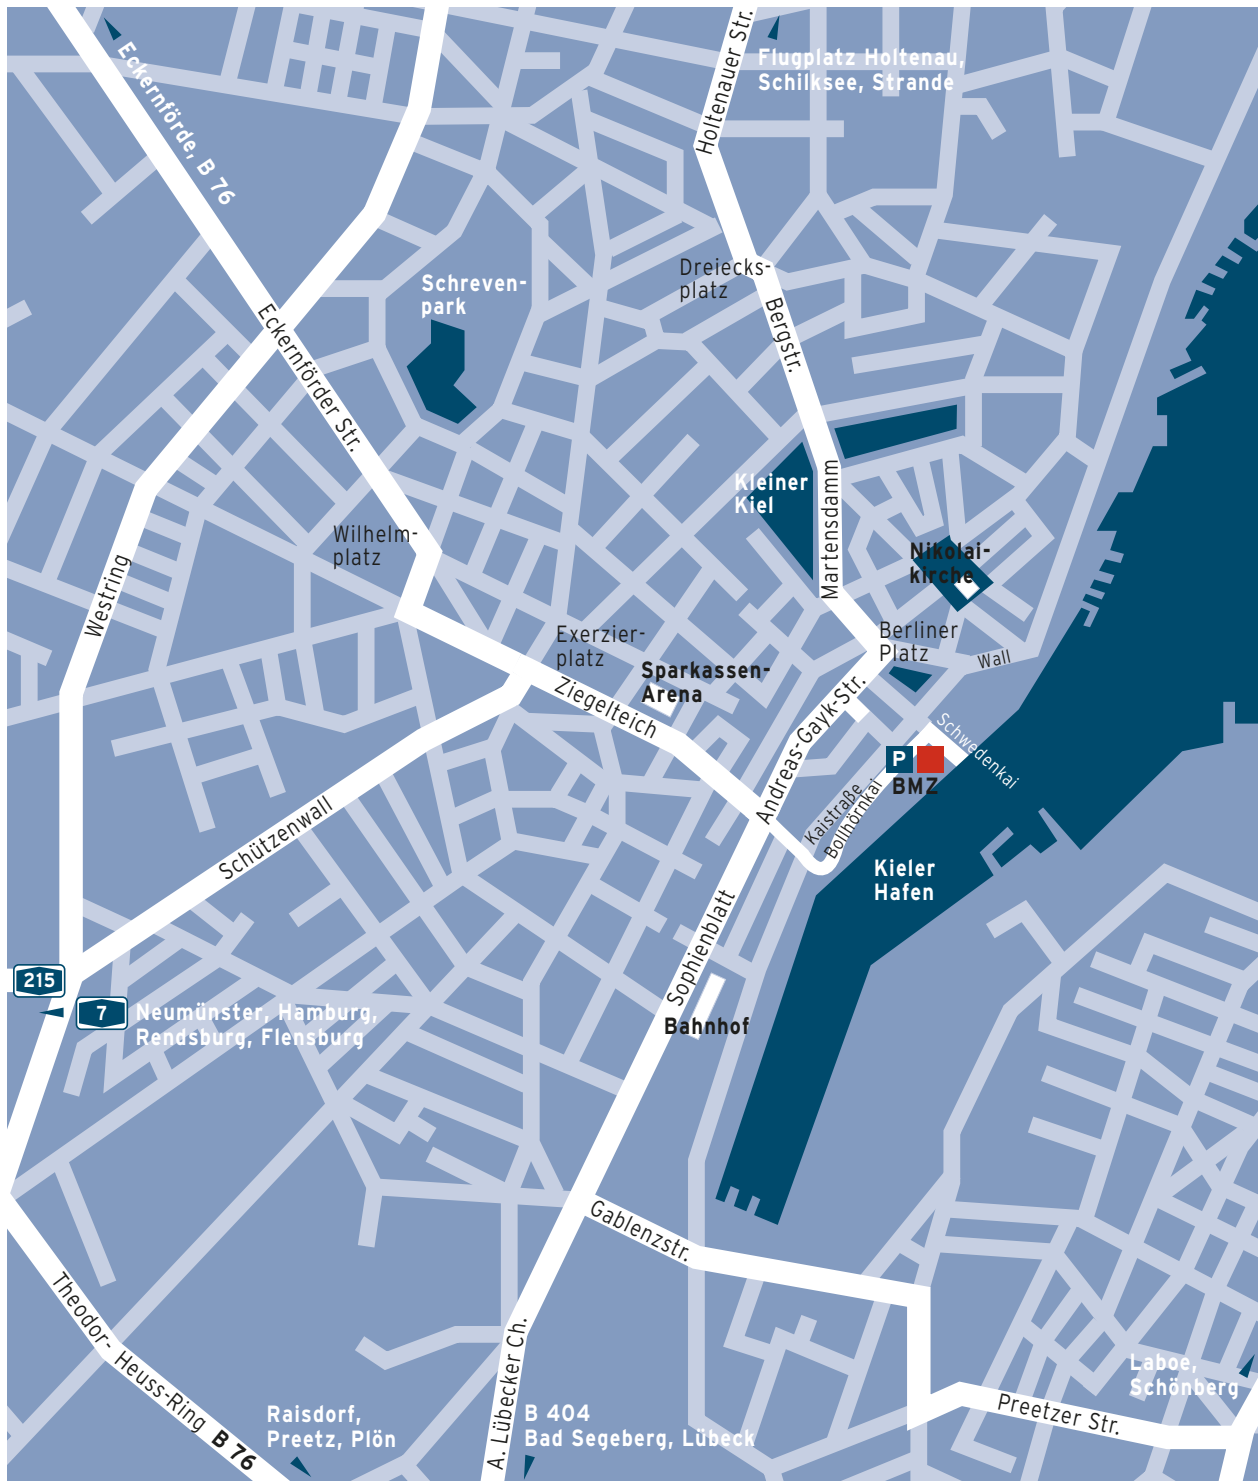 Eckernförde, B 76
Holtenauer Str.
Flugplatz Holtenau,
Schilksee, Strande
Dreiecks-
platz
Schreven-
park
Bergstr.
Eckernförder Str.
Kleiner
Kiel
Martensdamm
Wilhelm-
platz
Nikolai-
kirche
Westring
Exerzier-
platz
Berliner
Platz
Wall
Sparkassen-
Arena
Ziegelteich
Andreas-Gayk-Str.
Schwedenkai
P
BMZ
Kaistraße
Bollhörnkai
Schützenwall
Kieler
Hafen
Sophienblatt
215
7
Neumünster, Hamburg,
Rendsburg, Flensburg
Bahnhof
Gablenzstr.
Theodor- Heuss-Ring B 76
A. Lübecker Ch.
Laboe,
Schönberg
Preetzer Str.
Raisdorf,
Preetz, Plön
B 404
Bad Segeberg, Lübeck